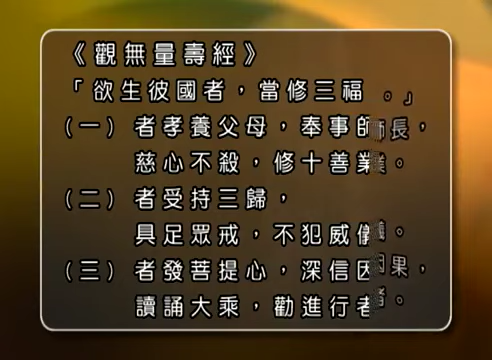 《觀無量壽經》
「欲生彼國者，當修三福。」
(一) 者孝養父母，奉事師長，
慈心不殺，修十善業。
(二) 者受持三歸，
具足眾戒，不犯威儀。
(三) 者發菩提心，深信因果，
讀誦大乘，勸進行者。